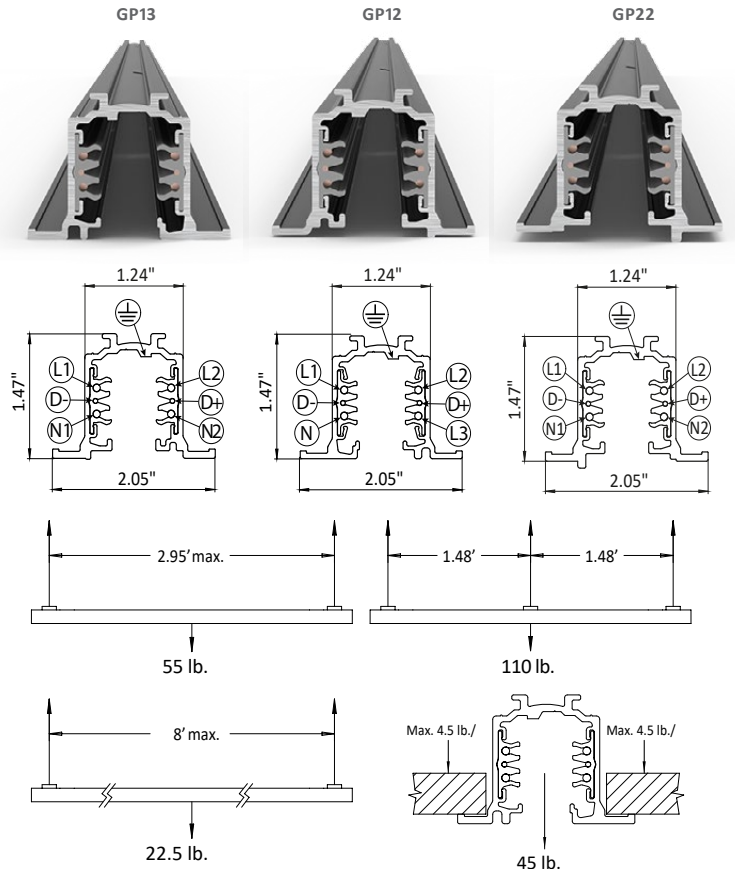 GP13 GP12 GP22
1.24" 1.24" 1.24"
1.47" 1.47" 1.47"
L1 L2 L1 L2 L1 L2
D- D+ D- D+ D- D+
N1 N2 N L3 N1 N2
2.05" 2.05" 2.05"
2.95' max. 1.48' 1.48'
55 lb. 110 lb.
8' max. Max. 4.5 lb./ Max. 4.5 lb./
22.5 lb. 45 lb.